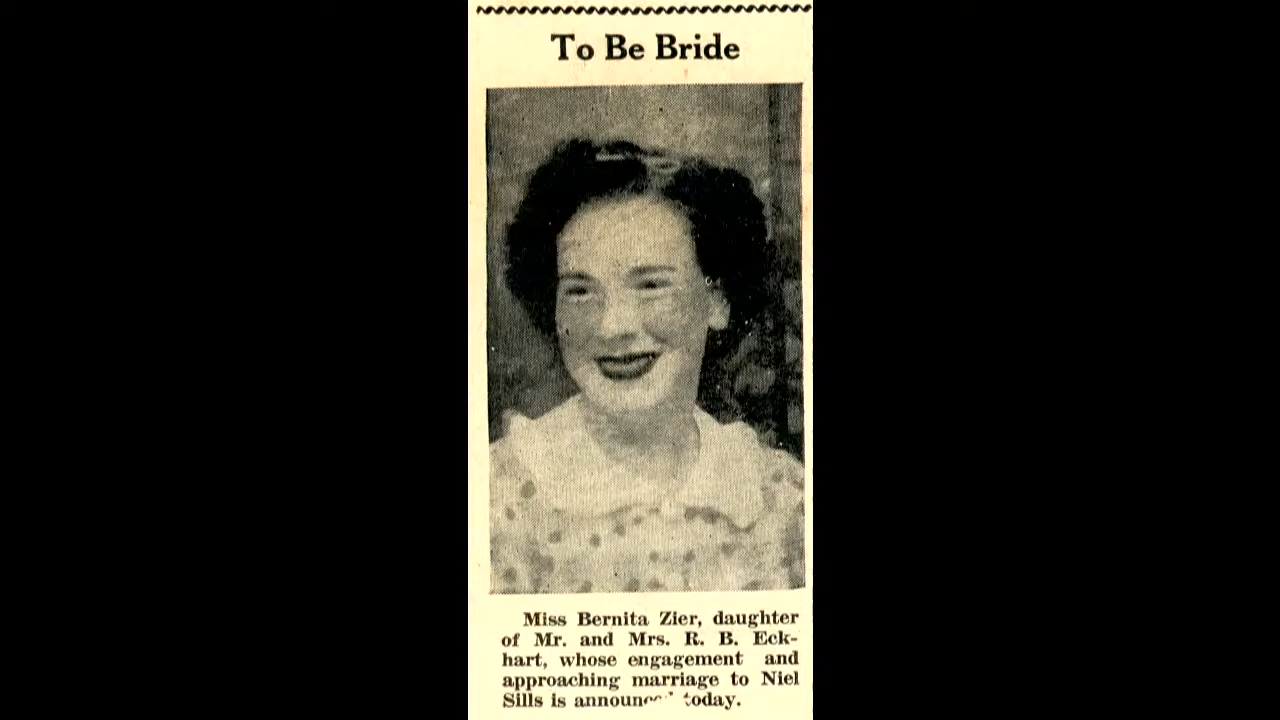 To Be Bride
Miss Bernita Zier, daughter
of Mr. and Mrs. R. B. Eck-
hart, whose engagement and
approaching marriage to Niel
Sills is announced today.